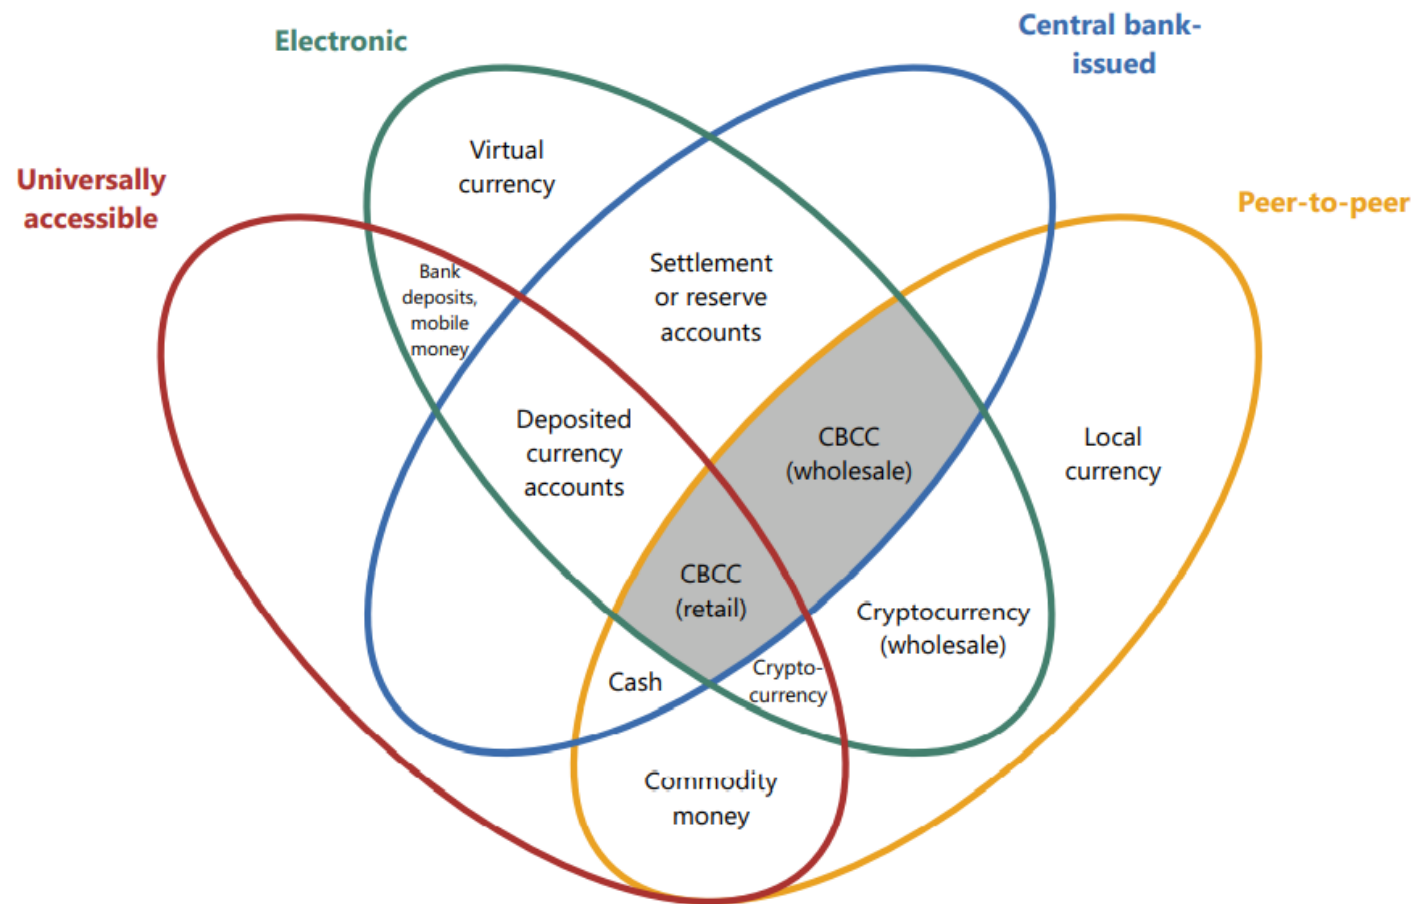 Electronic
Central bank-
issued
Universally
accessible
Peer-to-peer
Virtual
currency
Bank
deposits,
mobile
money
Settlement
or reserve
accounts
Deposited
currency
accounts
CBCC
(wholesale)
Local
currency
CBCC
(retail)
Cryptocurrency
(wholesale)
Cash
Crypto-
currency
Commodity
money